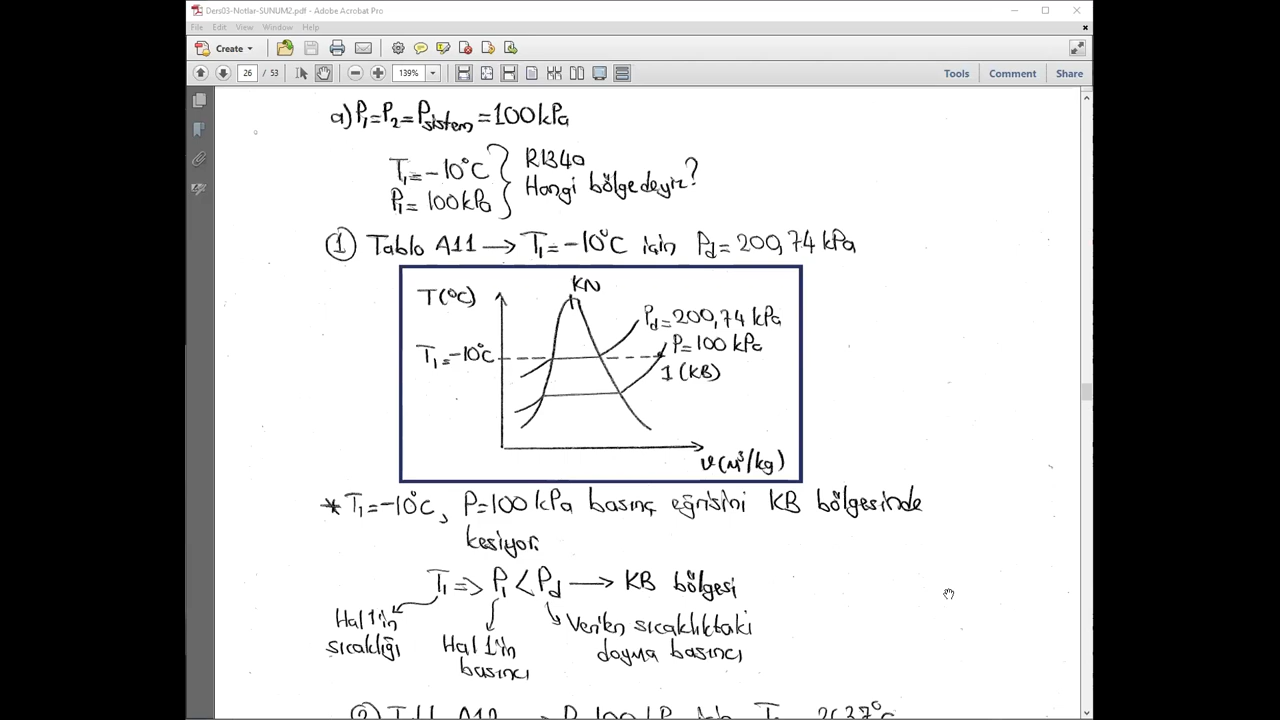 Ders03-Notlar-SUNUM2.pdf - Adobe Acrobat Pro
File Edit View Window Help
Create
26 / 53 139% Tools Comment Share
a) P₁=P₂=Psistem=100kPa
T₁=-10°C
P₁=100kPa
R134a
Hangi bölgedeyiz?
① Tablo A11 → T₁=-10°C için Pd=200,74 kPa
KN
T(°C)
Pd=200,74 kPa
P=100 kPa
T₁=-10°C
1 (KB)
v(m³/kg)
* T₁=-10°C, P=100 kPa basınç eğrisini KB bölgesinde
kesiyor.
T₁ => P₁ < Pd → KB bölgesi
Hal 1'in
sıcaklığı
Hal 1'in
basıncı
Verilen sıcaklıktaki
doyma basıncı